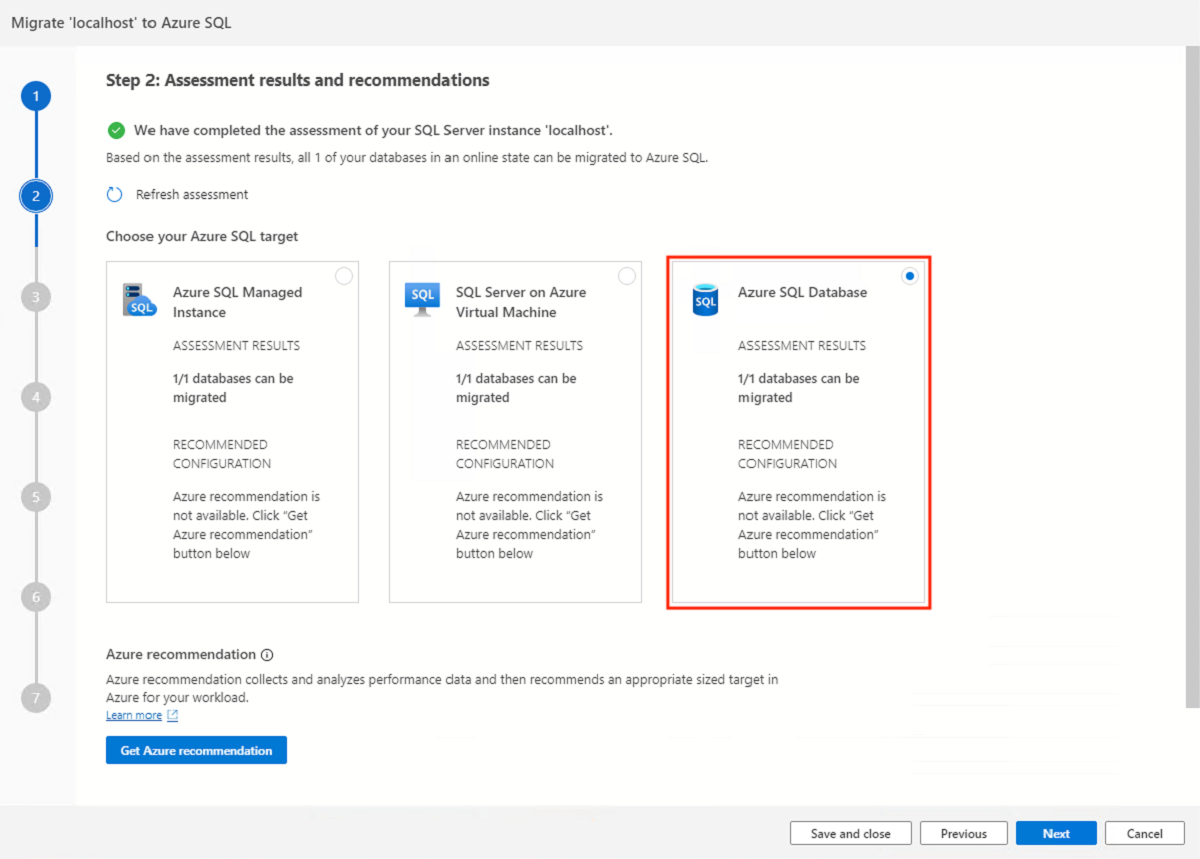 Migrate 'localhost' to Azure SQL
1
2
3
4
5
6
7
Step 2: Assessment results and recommendations
We have completed the assessment of your SQL Server instance 'localhost'.
Based on the assessment results, all 1 of your databases in an online state can be migrated to Azure SQL.
Refresh assessment
Choose your Azure SQL target
SQL
Azure SQL Managed
Instance
ASSESSMENT RESULTS
1/1 databases can be
migrated
RECOMMENDED
CONFIGURATION
Azure recommendation is
not available. Click “Get
Azure recommendation”
button below
SQL
SQL Server on Azure
Virtual Machine
ASSESSMENT RESULTS
1/1 databases can be
migrated
RECOMMENDED
CONFIGURATION
Azure recommendation is
not available. Click “Get
Azure recommendation”
button below
SQL
Azure SQL Database
ASSESSMENT RESULTS
1/1 databases can be
migrated
RECOMMENDED
CONFIGURATION
Azure recommendation is
not available. Click “Get
Azure recommendation”
button below
Azure recommendation
Azure recommendation collects and analyzes performance data and then recommends an appropriate sized target in
Azure for your workload.
Learn more
Get Azure recommendation
Save and close
Previous
Next
Cancel